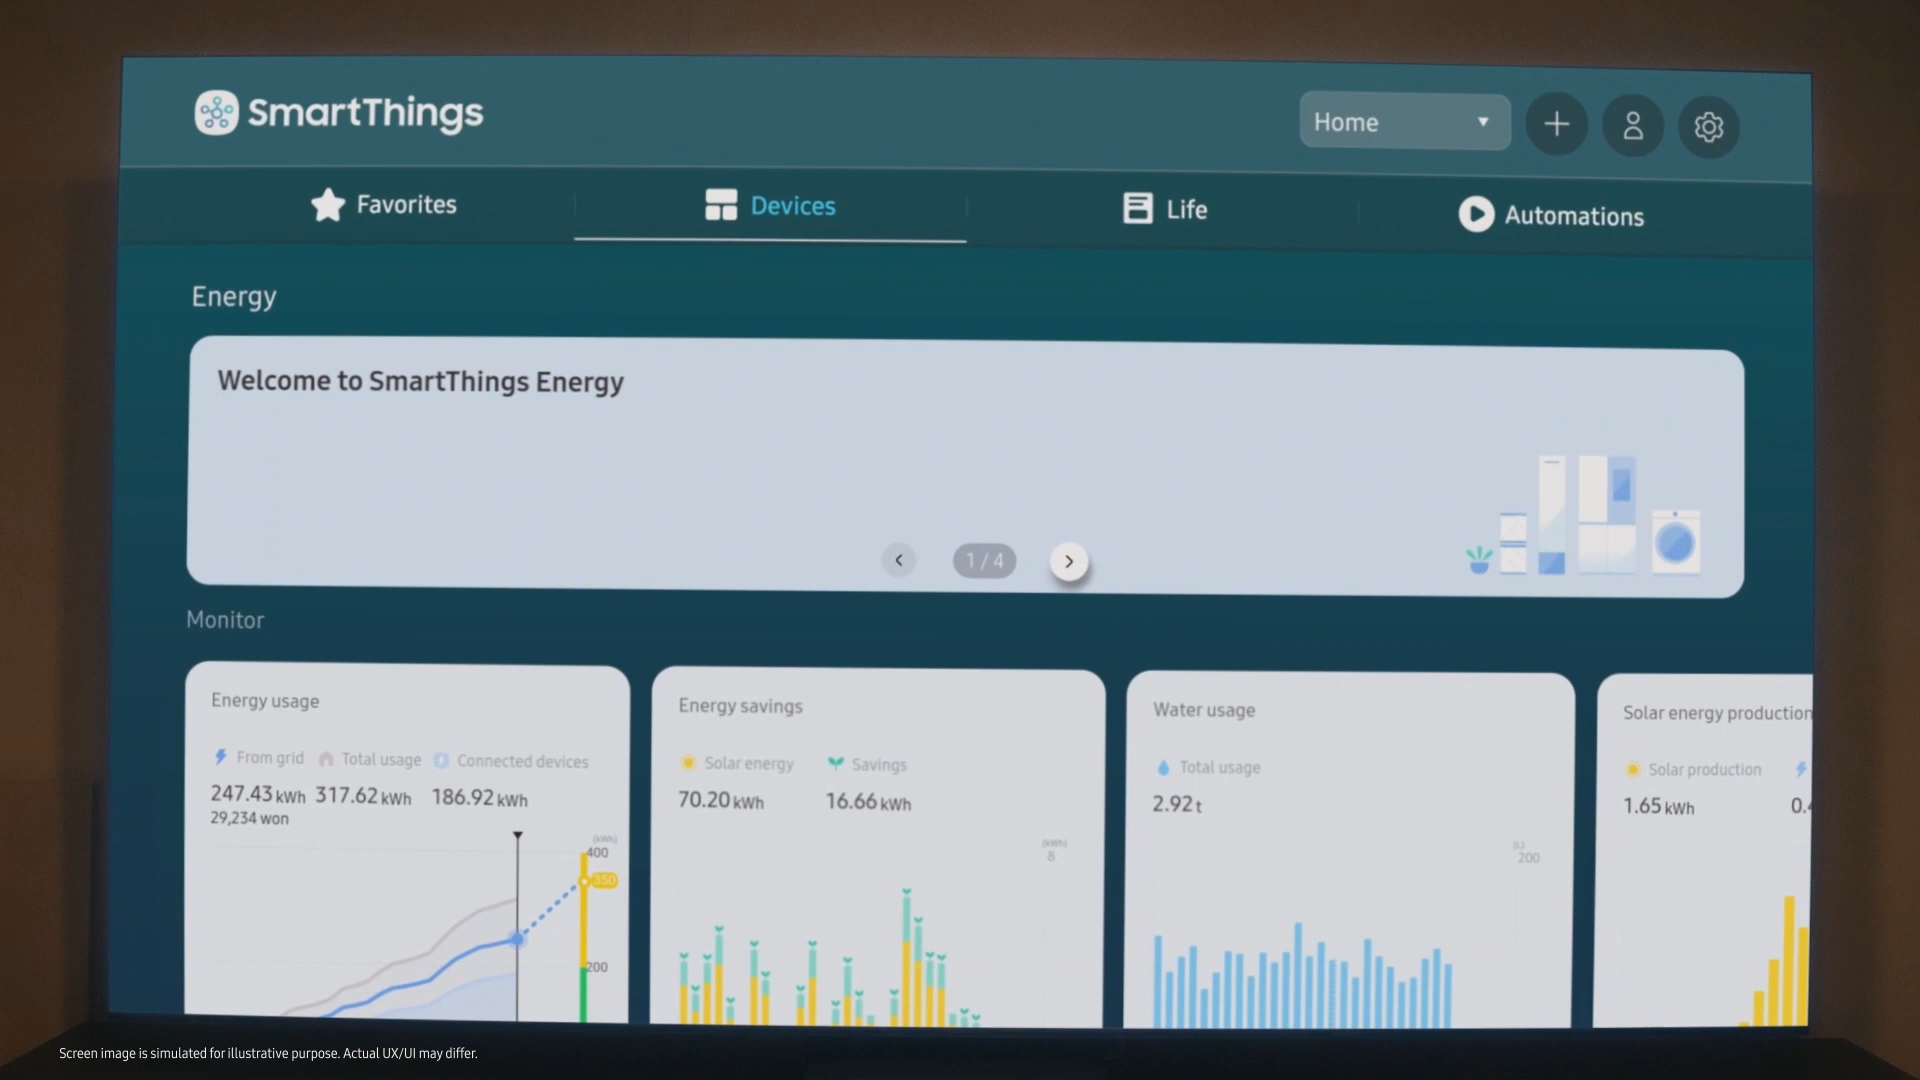 SmartThings
Home
Favorites
Devices
Life
Automations
Energy
Welcome to SmartThings Energy
1 / 4
Monitor
Energy usage
From grid Total usage Connected devices
247.43 kWh 317.62 kWh 186.92 kWh
29,234 won
(kWh)
400
350
200
Energy savings
Solar energy Savings
70.20 kWh 16.66 kWh
(kWh)
8
Water usage
Total usage
2.92 t
(L)
200
Solar energy production
Solar production
1.65 kWh
Screen image is simulated for illustrative purpose. Actual UX/UI may differ.